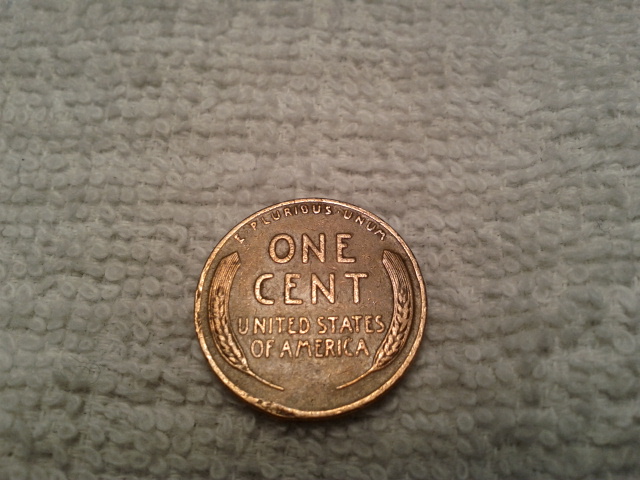 E·PLURIBUS·UNUM
ONE
CENT
UNITED STATES
OF AMERICA